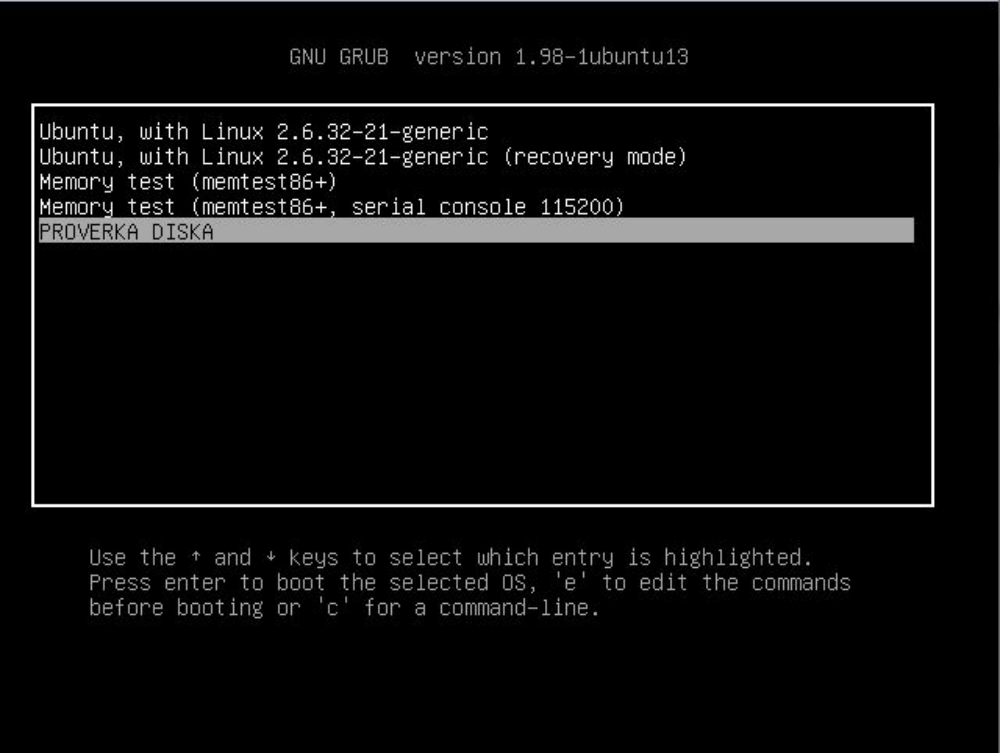 GNU GRUB  version 1.98-1ubuntu13
Ubuntu, with Linux 2.6.32-21-generic
Ubuntu, with Linux 2.6.32-21-generic (recovery mode)
Memory test (memtest86+)
Memory test (memtest86+, serial console 115200)
PROVERKA DISKA
Use the ↑ and ↓ keys to select which entry is highlighted.
Press enter to boot the selected OS, 'e' to edit the commands
before booting or 'c' for a command-line.